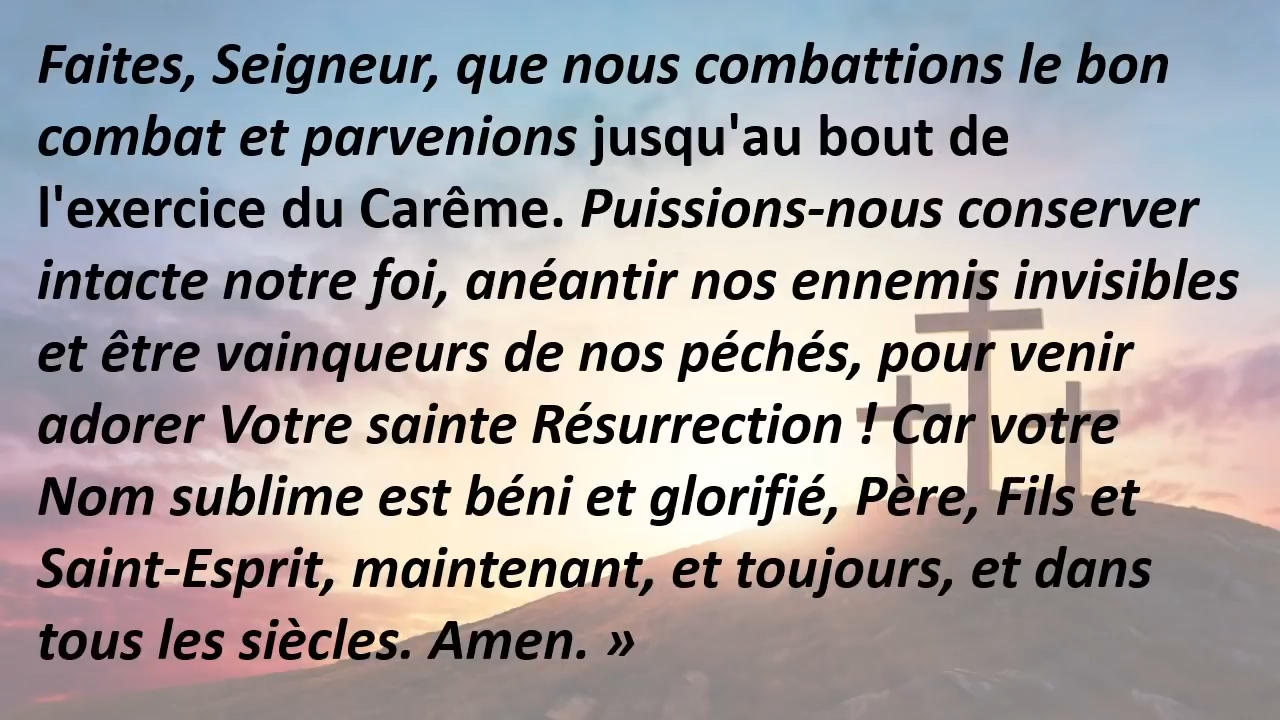 Faites, Seigneur, que nous combattions le bon
combat et parvenions jusqu'au bout de
l'exercice du Carême. Puissions-nous conserver
intacte notre foi, anéantir nos ennemis invisibles
et être vainqueurs de nos péchés, pour venir
adorer Votre sainte Résurrection ! Car votre
Nom sublime est béni et glorifié, Père, Fils et
Saint-Esprit, maintenant, et toujours, et dans
tous les siècles. Amen. »